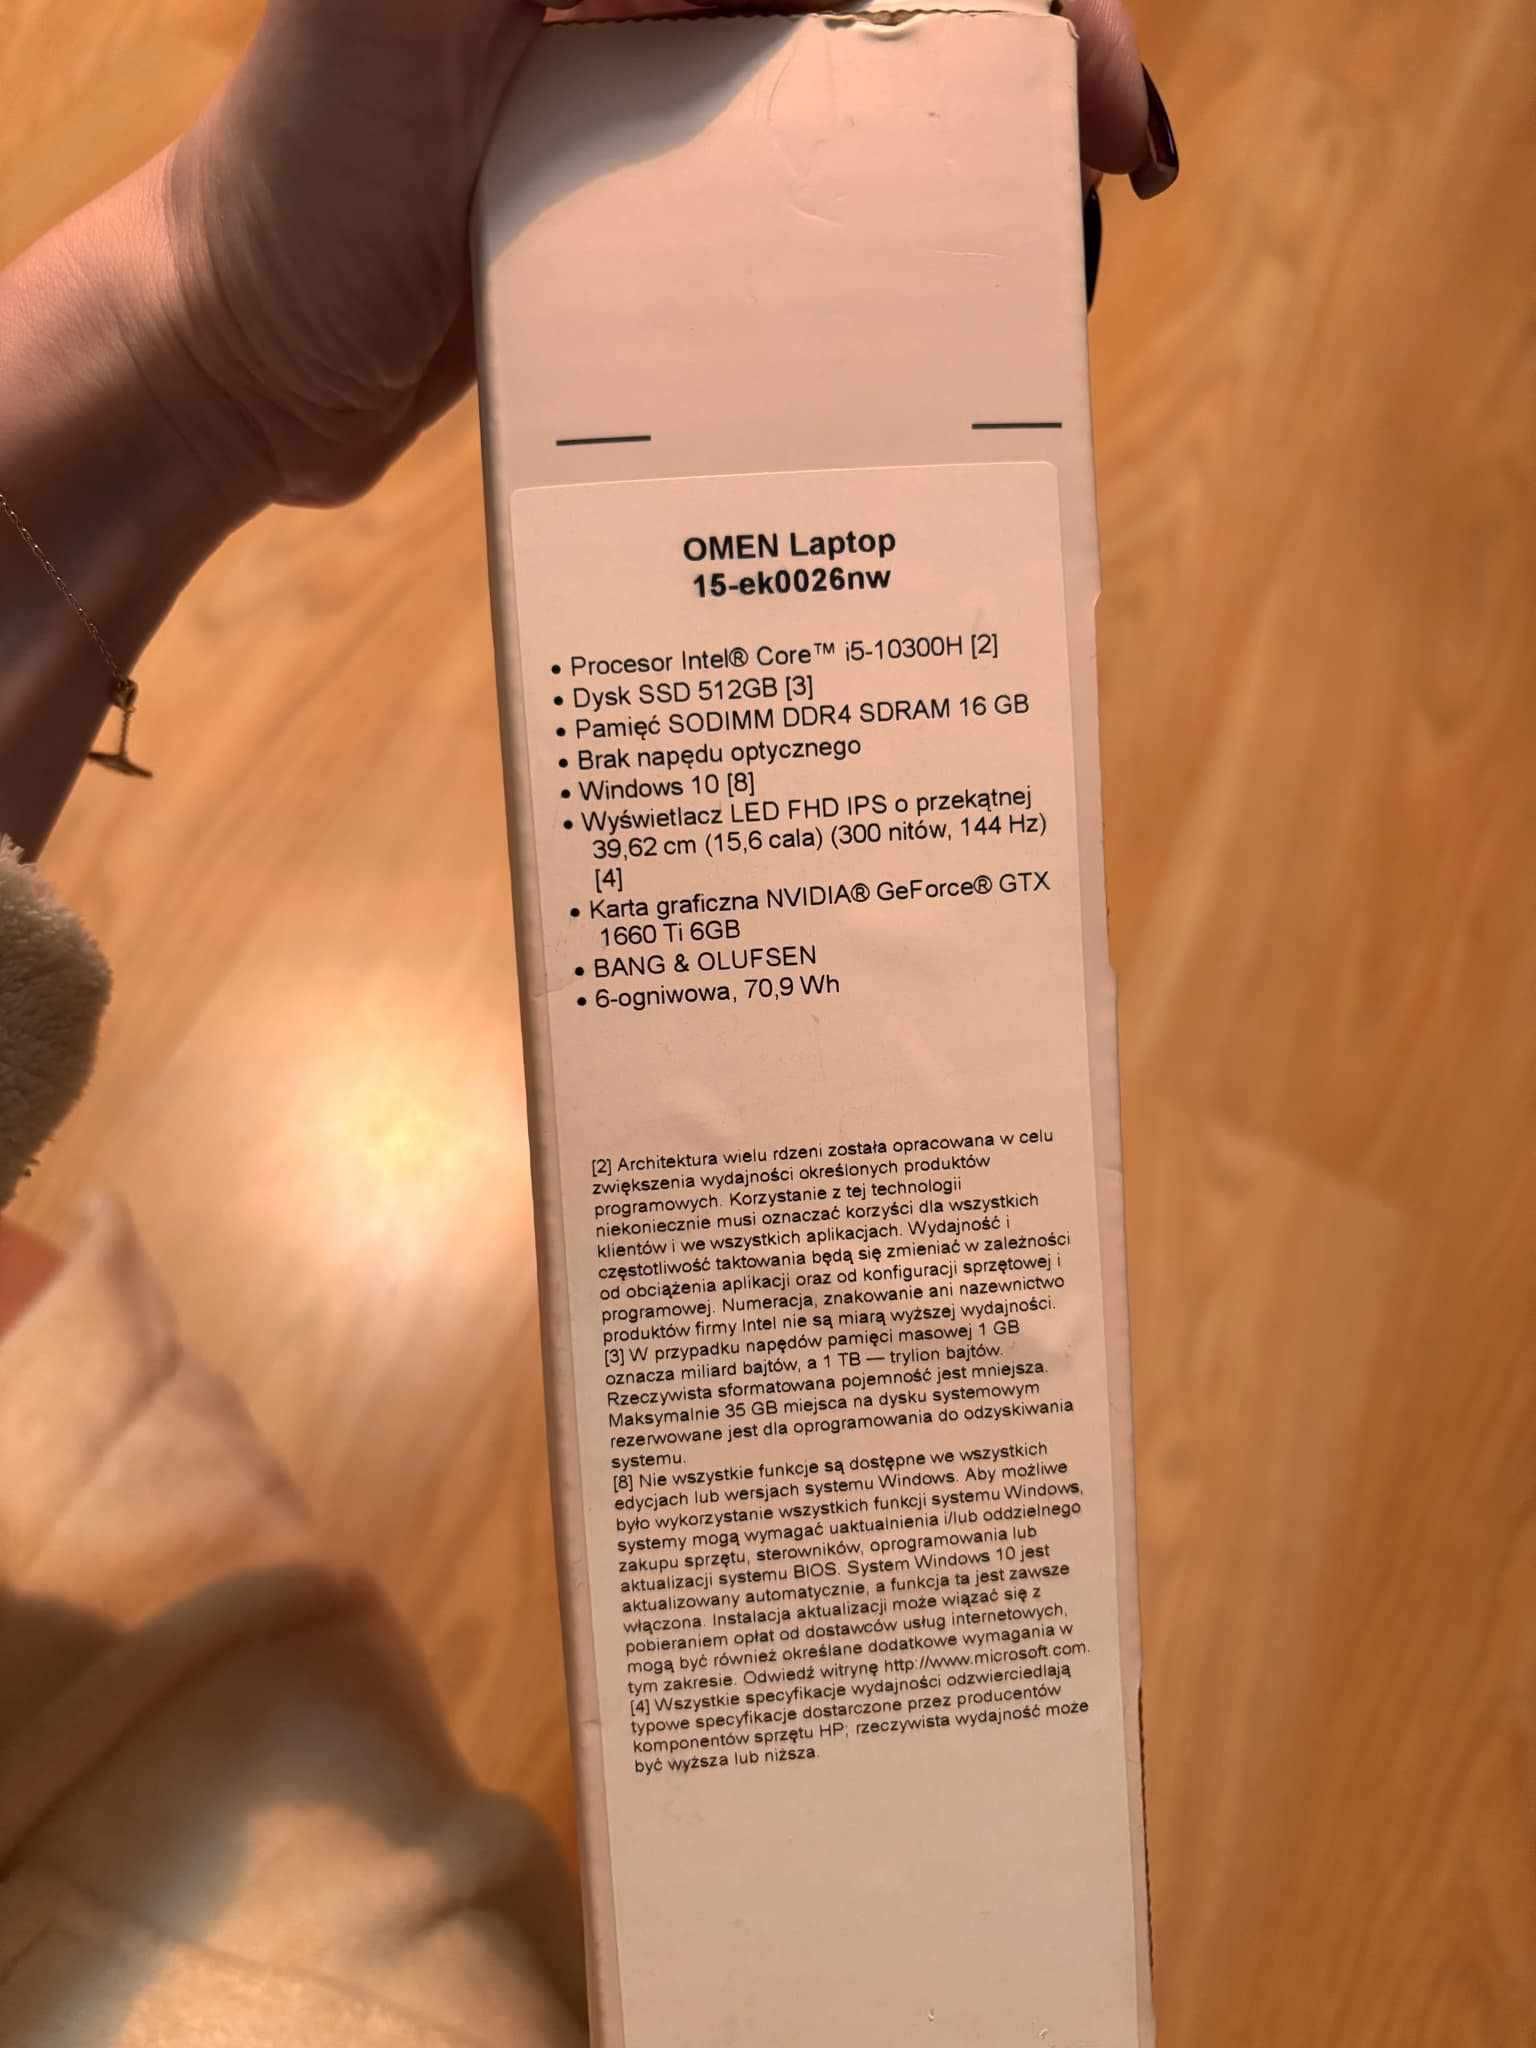 OMEN Laptop
15-ek0026nw
• Procesor Intel® Core™ i5-10300H [2]
• Dysk SSD 512GB [3]
• Pamięć SODIMM DDR4 SDRAM 16 GB
• Brak napędu optycznego
• Windows 10 [8]
• Wyświetlacz LED FHD IPS o przekątnej
39,62 cm (15,6 cala) (300 nitów, 144 Hz)
[4]
• Karta graficzna NVIDIA® GeForce® GTX
1660 Ti 6GB
• BANG & OLUFSEN
• 6-ogniwowa, 70,9 Wh
[2] Architektura wielu rdzeni została opracowana w celu
zwiększenia wydajności określonych produktów
programowych. Korzystanie z tej technologii
niekoniecznie musi oznaczać korzyści dla wszystkich
klientów i we wszystkich aplikacjach. Wydajność i
częstotliwość taktowania będą się zmieniać w zależności
od obciążenia aplikacji oraz od konfiguracji sprzętowej i
programowej. Numeracja, znakowanie ani nazewnictwo
produktów firmy Intel nie są miarą wyższej wydajności.
[3] W przypadku napędów pamięci masowej 1 GB
oznacza miliard bajtów, a 1 TB — trylion bajtów.
Rzeczywista sformatowana pojemność jest mniejsza.
Maksymalnie 35 GB miejsca na dysku systemowym
rezerwowane jest dla oprogramowania do odzyskiwania
systemu.
[8] Nie wszystkie funkcje są dostępne we wszystkich
edycjach lub wersjach systemu Windows. Aby możliwe
było wykorzystanie wszystkich funkcji systemu Windows,
systemy mogą wymagać uaktualnienia i/lub oddzielnego
zakupu sprzętu, sterowników, oprogramowania lub
aktualizacji systemu BIOS. System Windows 10 jest
aktualizowany automatycznie, a funkcja ta jest zawsze
włączona. Instalacja aktualizacji może wiązać się z
pobieraniem opłat od dostawców usług internetowych,
mogą być również określane dodatkowe wymagania w
tym zakresie. Odwiedź witrynę http://www.microsoft.com.
[4] Wszystkie specyfikacje wydajności odzwierciedlają
typowe specyfikacje dostarczone przez producentów
komponentów sprzętu HP; rzeczywista wydajność może
być wyższa lub niższa.